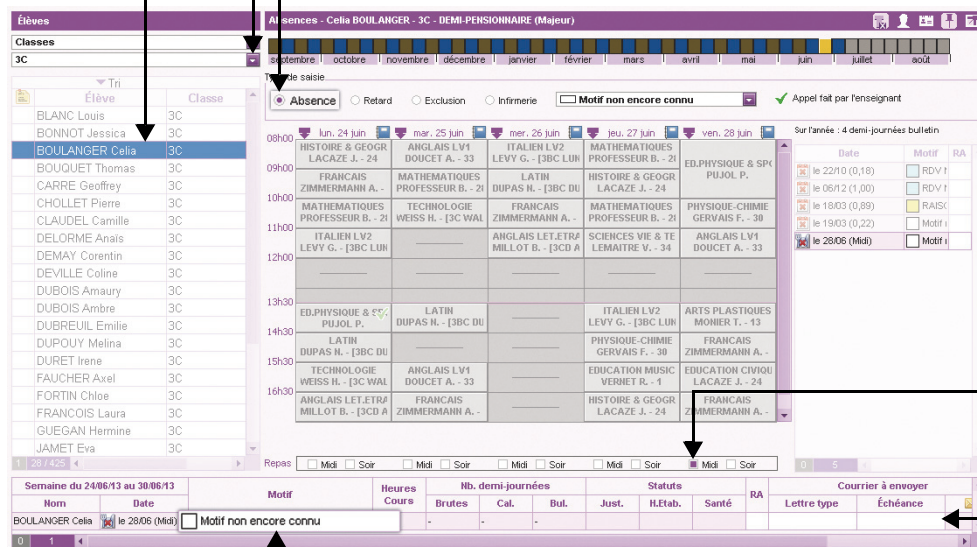 Élèves
Classes
3C
Tri
Élève Classe
BLANC Louis 3C
BONNOT Jessica 3C
BOULANGER Celia 3C
BOUQUET Thomas 3C
CARRE Geoffrey 3C
CHOLLET Pierre 3C
CLAUDEL Camille 3C
DELORME Anaïs 3C
DEMAY Corentin 3C
DEVILLE Coline 3C
DUBOIS Amaury 3C
DUBOIS Ambre 3C
DUBREUIL Emilie 3C
DUPOUY Melina 3C
DURET Irene 3C
FAUCHER Axel 3C
FORTIN Chloe 3C
FRANCOIS Laura 3C
GUEGAN Hermine 3C
JAMET Eva 3C
1 28 / 425
Absences - Celia BOULANGER - 3C - DEMI-PENSIONNAIRE (Majeur)
septembre octobre novembre décembre janvier février mars avril mai juin juillet août
de saisie
Absence Retard Exclusion Infirmerie Motif non encore connu Appel fait par l'enseignant
lun. 24 juin mar. 25 juin mer. 26 juin jeu. 27 juin ven. 28 juin
08h00
HISTOIRE & GEOGR ANGLAIS LV1 ITALIEN LV2 MATHEMATIQUES ED.PHYSIQUE & SP(
LACAZE J. - 24 DOUCET A. - 33 LEVY G. - [3BC LUN PROFESSEUR B. - 2( PUJOL P.
09h00
FRANCAIS MATHEMATIQUES LATIN HISTOIRE & GEOGR
ZIMMERMANN A. - PROFESSEUR B. - 2( DUPAS N. - [3BC DU LACAZE J. - 24
10h00
MATHEMATIQUES TECHNOLOGIE FRANCAIS MATHEMATIQUES PHYSIQUE-CHIMIE
PROFESSEUR B. - 2( WEISS H. - [3C WAL ZIMMERMANN A. - PROFESSEUR B. - 2( GERVAIS F. - 30
11h00
ITALIEN LV2 ANGLAIS LET.ETRA SCIENCES VIE & TE ANGLAIS LV1
LEVY G. - [3BC LUN MILLOT B. - [3CD A LEMAITRE V. - 34 DOUCET A. - 33
12h00
13h30
ED.PHYSIQUE & LATIN ITALIEN LV2 ARTS PLASTIQUES
PUJOL P. DUPAS N. - [3BC DU LEVY G. - [3BC LUN MONIER T. - 13
14h30
LATIN PHYSIQUE-CHIMIE FRANCAIS
DUPAS N. - [3BC DU GERVAIS F. - 30 ZIMMERMANN A. -
15h30
TECHNOLOGIE ANGLAIS LV1 EDUCATION MUSIC EDUCATION CIVIQU
WEISS H. - [3C WAL DOUCET A. - 33 VERNET R. - 1 LACAZE J. - 24
16h30
ANGLAIS LET.ETRA FRANCAIS HISTOIRE & GEOGR FRANCAIS
MILLOT B. - [3CD A ZIMMERMANN A. - LACAZE J. - 24 ZIMMERMANN A. -
Repas Midi Soir Midi Soir Midi Soir Midi Soir Midi Soir
Sur l'année : 4 demi-journées bulletin
Date Motif RA
le 22/10 (0,18) RDV
le 06/12 (1,00) RDV
le 18/03 (0,89) RAISO
le 19/03 (0,22) Motif
le 28/06 (Midi) Motif
0 5
Semaine du 24/06/13 au 30/06/13 Motif Heures Cours Nb. demi-journées Statuts RA Courrier à envoyer
Nom Date Brutes Cal. Bul. Just. H.Etab. Santé Lettre type Échéance
BOULANGER Celia le 28/06 (Midi) Motif non encore connu - - -
0 1